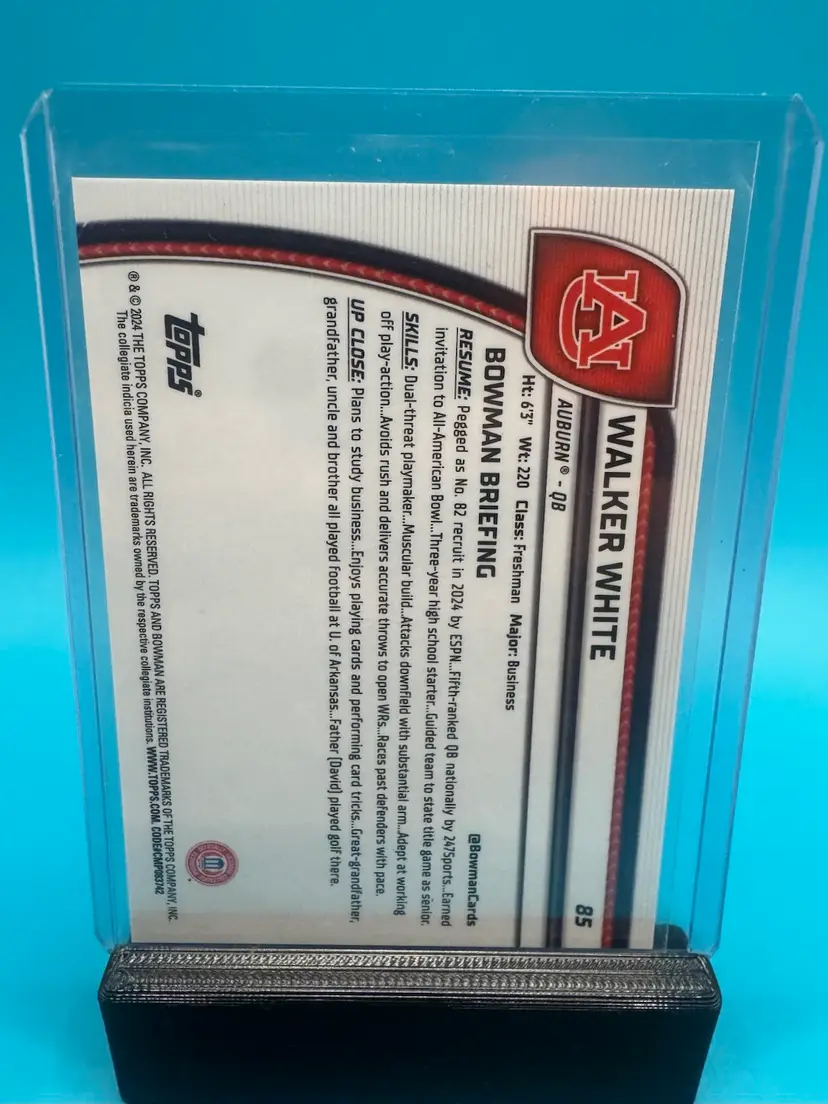 WALKER WHITE
85
AUBURN® - QB
Ht: 6'3" Wt: 220 Class: Freshman Major: Business
BOWMAN BRIEFING
@BowmanCards
RESUME: Pegged as No. 82 recruit in 2024 by ESPN...Fifth-ranked QB nationally by 247Sports...Earned
invitation to All-American Bowl...Three-year high school starter...Guided team to state title game as senior.
SKILLS: Dual-threat playmaker...Muscular build...Attacks downfield with substantial arm...Adept at working
off play-action...Avoids rush and delivers accurate throws to open WRs...Races past defenders with pace.
UP CLOSE: Plans to study business...Enjoys playing cards and performing card tricks...Great-grandfather,
grandfather, uncle and brother all played football at U. of Arkansas...Father (David) played golf there.
topps®
® & © 2024 THE TOPPS COMPANY, INC. ALL RIGHTS RESERVED. TOPPS AND BOWMAN ARE REGISTERED TRADEMARKS OF THE TOPPS COMPANY, INC.
The collegiate indicia used herein are trademarks owned by the respective collegiate institutions. WWW.TOPPS.COM. CODE#CMP083742